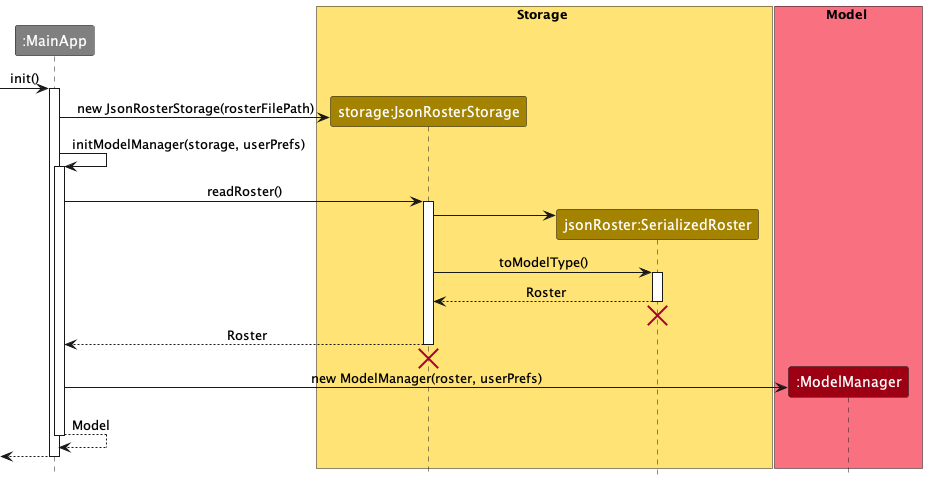 Storage
Model
:MainApp
init()
new JsonRosterStorage(rosterFilePath)
storage:JsonRosterStorage
initModelManager(storage, userPrefs)
readRoster()
jsonRoster:SerializedRoster
toModelType()
Roster
Roster
new ModelManager(roster, userPrefs)
:ModelManager
Model